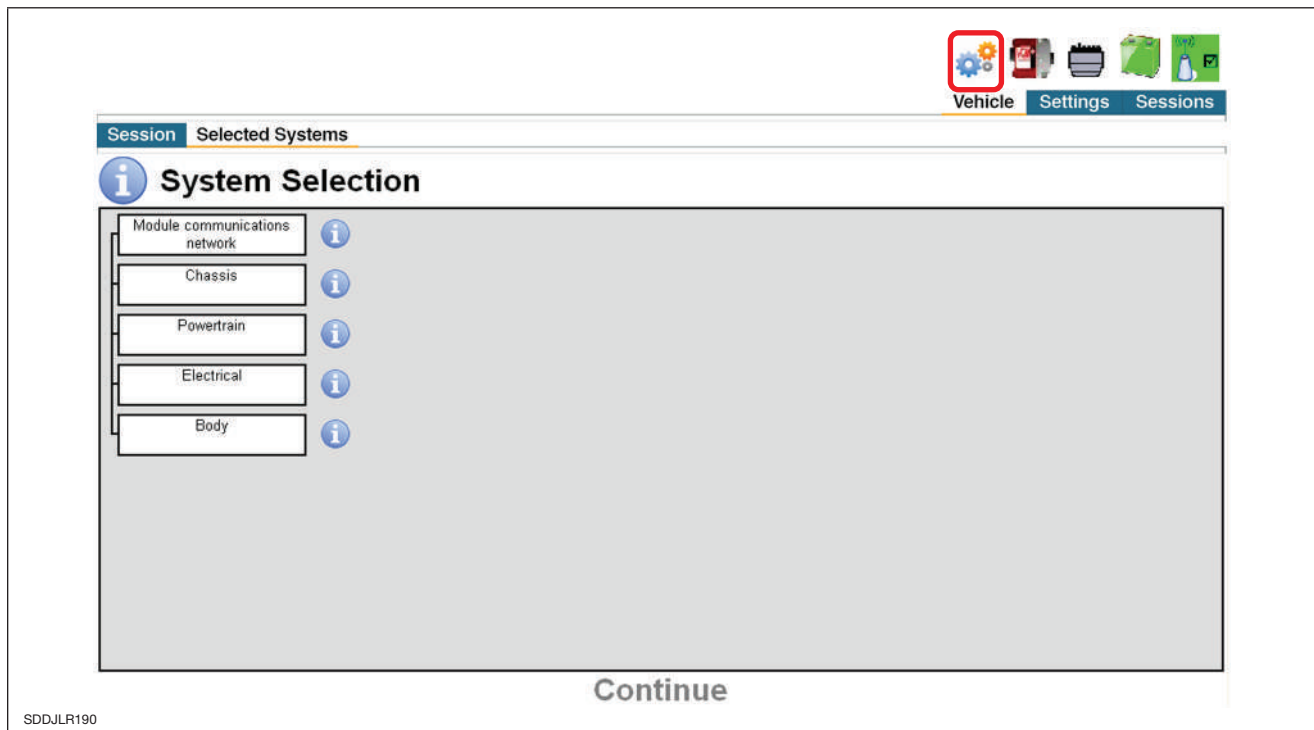 Vehicle Settings Sessions
Session Selected Systems
System Selection
Module communications
network
Chassis
Powertrain
Electrical
Body
Continue
SDDJLR190